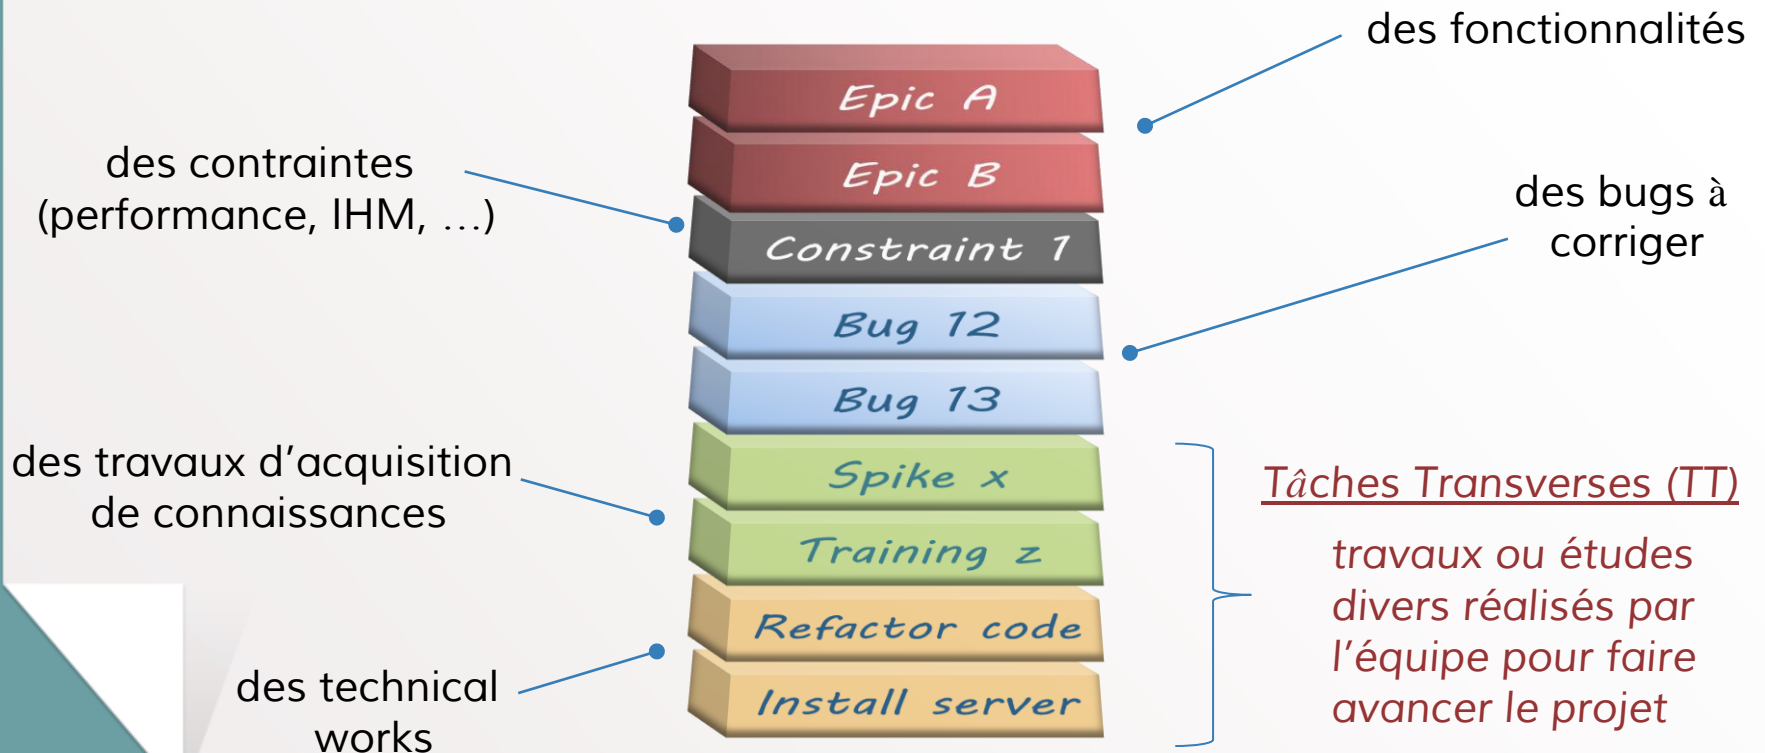 des fonctionnalités
Epic A
des contraintes
(performance, IHM, …)
Epic B
des bugs à
corriger
Constraint 1
Bug 12
Bug 13
des travaux d’acquisition
de connaissances
Spike x
Tâches Transverses (TT)
Training z
travaux ou études
divers réalisés par
l’équipe pour faire
avancer le projet
Refactor code
des technical
works
Install server